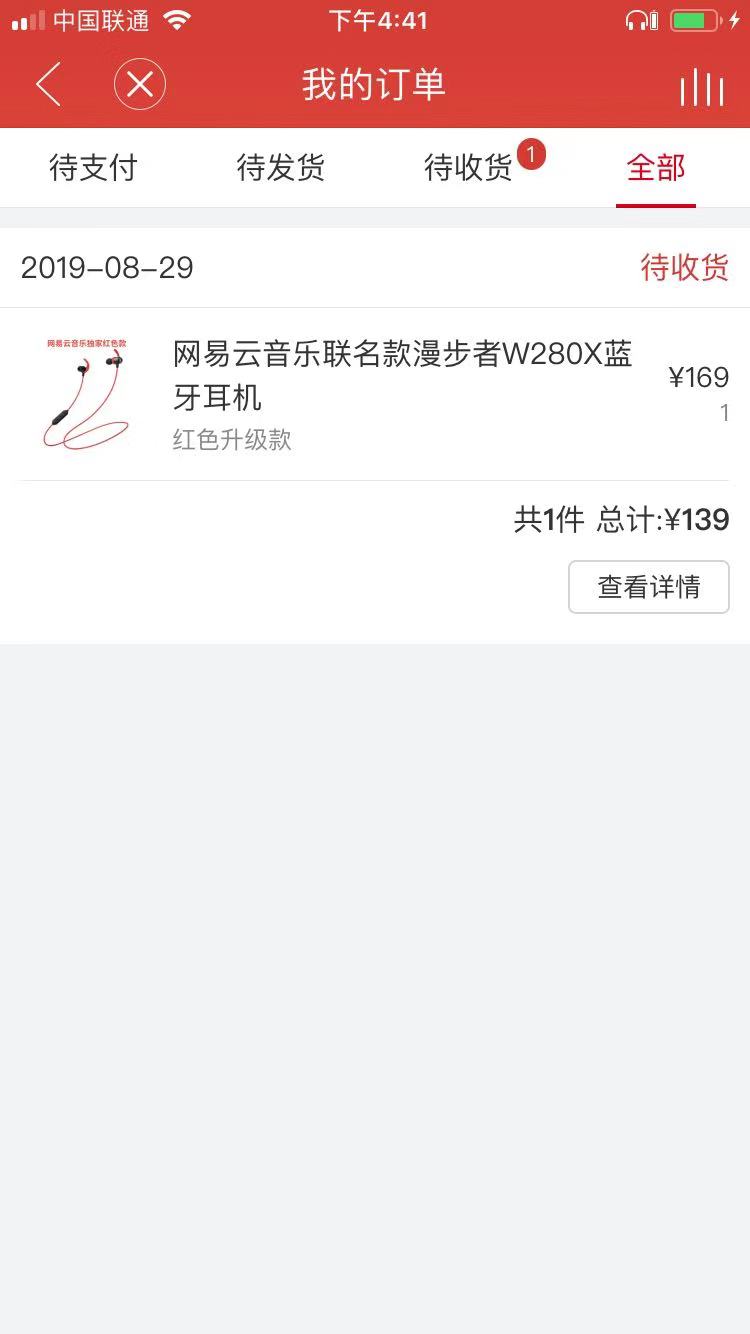 中国联通
下午4:41
我的订单
待支付
待发货
待收货
1
全部
2019-08-29
待收货
网易云音乐独家红色款
网易云音乐联名款漫步者W280X蓝
牙耳机
¥169
1
红色升级款
共1件 总计:¥139
查看详情